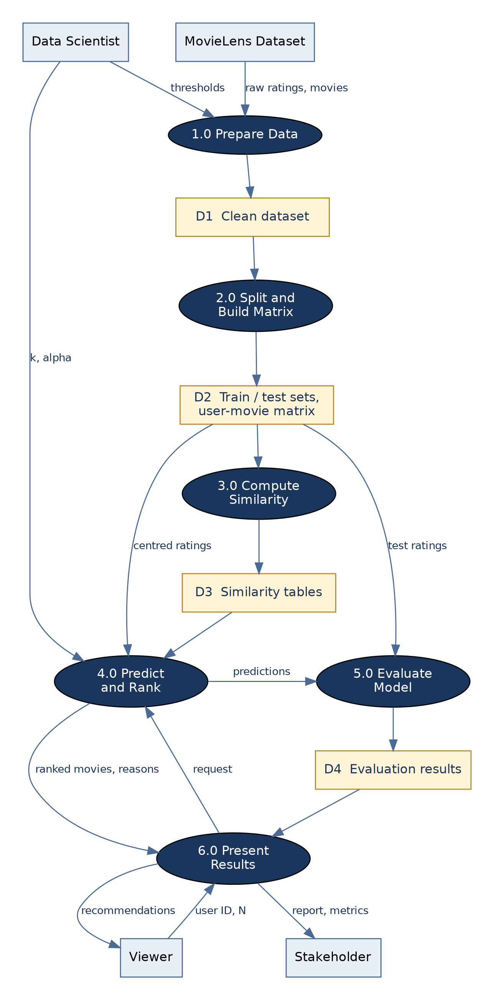 Data Scientist
MovieLens Dataset
thresholds
raw ratings, movies
1.0 Prepare Data
D1  Clean dataset
2.0 Split and
Build Matrix
k, alpha
D2  Train / test sets,
user-movie matrix
3.0 Compute
Similarity
centred ratings
test ratings
D3  Similarity tables
4.0 Predict
and Rank
predictions
5.0 Evaluate
Model
ranked movies, reasons
request
D4  Evaluation results
6.0 Present
Results
recommendations
user ID, N
report, metrics
Viewer
Stakeholder